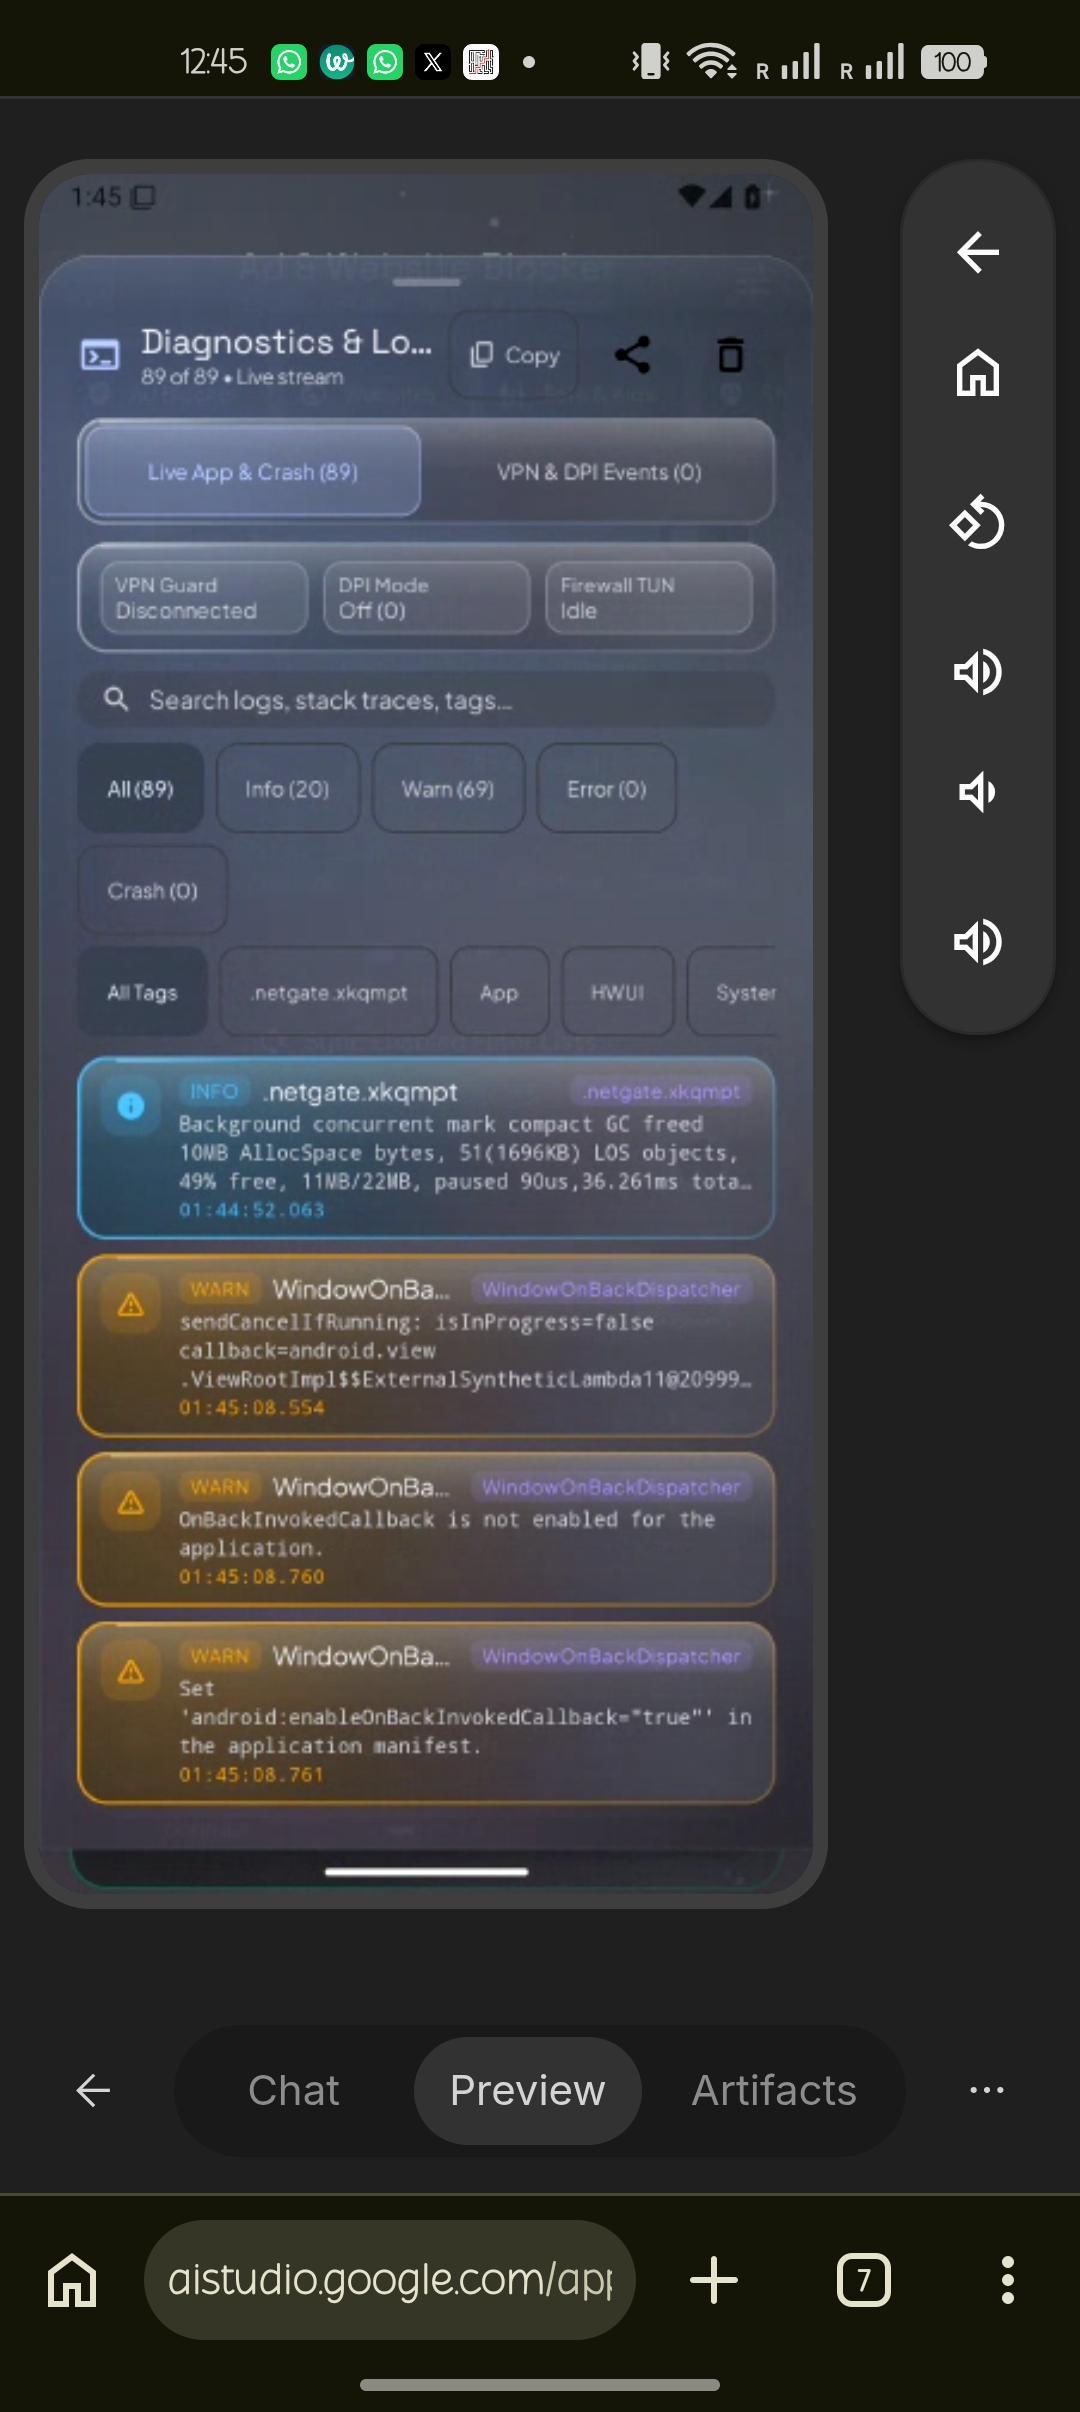 12:45
R
R
100
1:45
Ad & Website Blocker
Diagnostics & Lo...
89 of 89 • Live stream
Copy
Live App & Crash (89)
VPN & DPI Events (0)
VPN Guard
Disconnected
DPI Mode
Off (0)
Firewall TUN
Idle
Search logs, stack traces, tags...
All (89)
Info (20)
Warn (69)
Error (0)
Crash (0)
All Tags
.netgate.xkqmpt
App
HWUI
System
INFO .netgate.xkqmpt .netgate.xkqmpt
Background concurrent mark compact GC freed
10MB AllocSpace bytes, 51(1696KB) LOS objects,
49% free, 11MB/22MB, paused 90us,36.261ms tota…
01:44:52.063
WARN WindowOnBa... WindowOnBackDispatcher
sendCancelIfRunning: isInProgress=false
callback=android.view
.ViewRootImpl$$ExternalSyntheticLambda11@20999…
01:45:08.554
WARN WindowOnBa... WindowOnBackDispatcher
OnBackInvokedCallback is not enabled for the
application.
01:45:08.760
WARN WindowOnBa... WindowOnBackDispatcher
Set
'android:enableOnBackInvokedCallback="true"' in
the application manifest.
01:45:08.761
Chat
Preview
Artifacts
aistudio.google.com/app
7